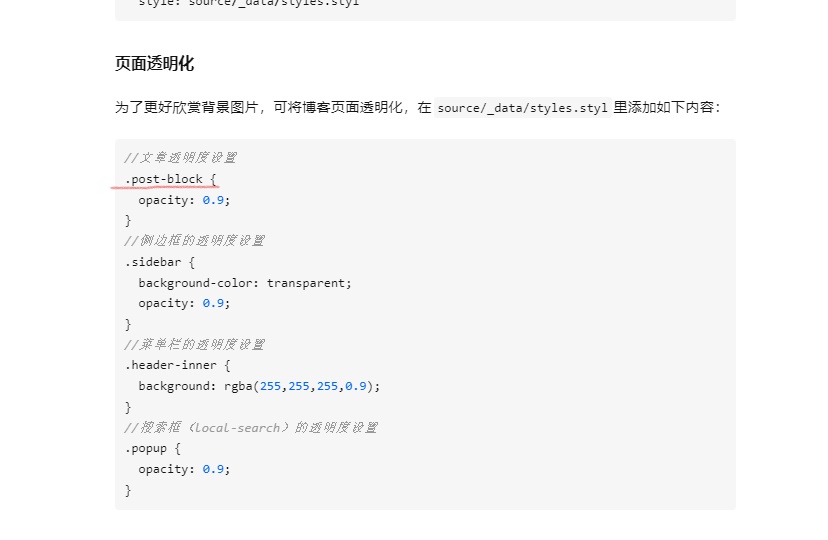 style: source/_data/styles.styl
页面透明化
为了更好欣赏背景图片，可将博客页面透明化，在 source/_data/styles.styl 里添加如下内容：
//文章透明度设置
.post-block {
  opacity: 0.9;
}
//侧边框的透明度设置
.sidebar {
  background-color: transparent;
  opacity: 0.9;
}
//菜单栏的透明度设置
.header-inner {
  background: rgba(255,255,255,0.9);
}
//搜索框（local-search）的透明度设置
.popup {
  opacity: 0.9;
}